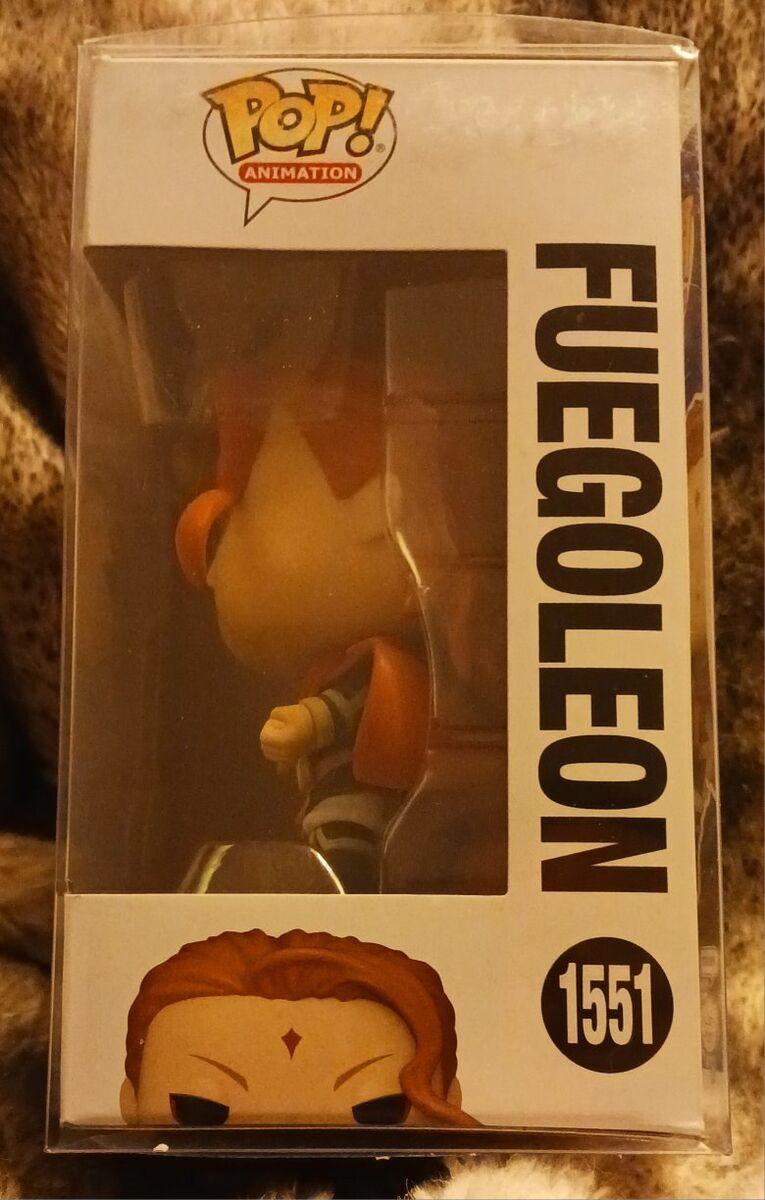 POP!
ANIMATION
FUEGOLEON
1551